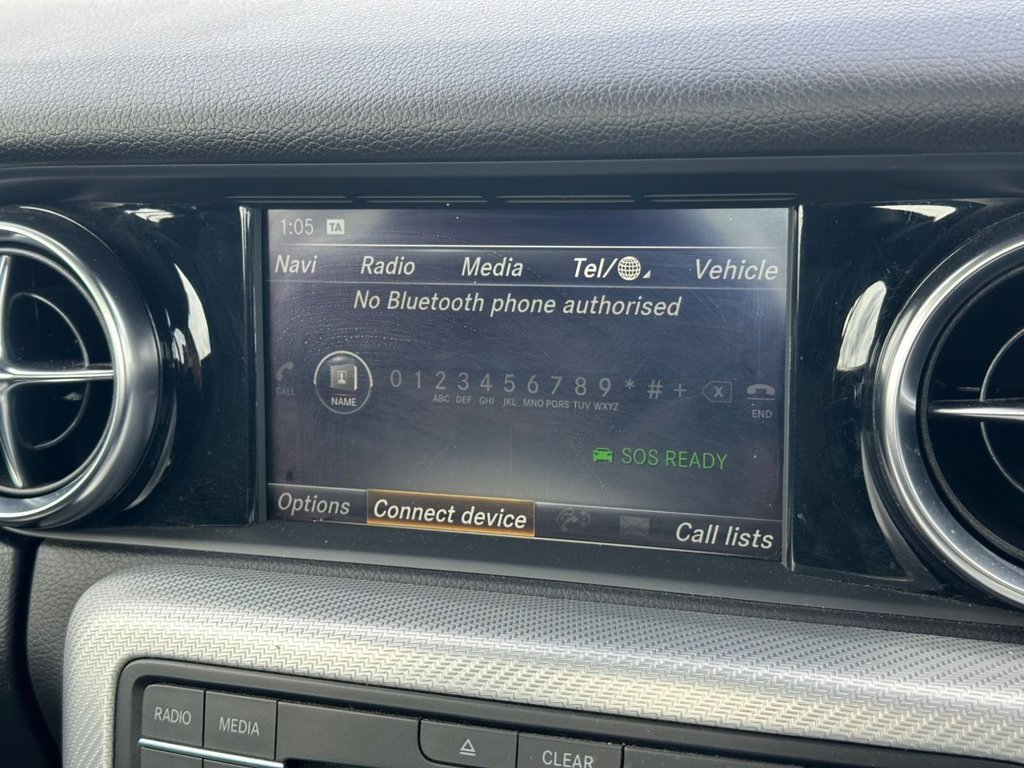 1:05 TA
Navi Radio Media Tel/ Vehicle
No Bluetooth phone authorised
CALL NAME 0 1 2 3 4 5 6 7 8 9 * # + END
ABC DEF GHI JKL MNO PQRS TUV WXYZ
SOS READY
Options Connect device Call lists
RADIO MEDIA CLEAR